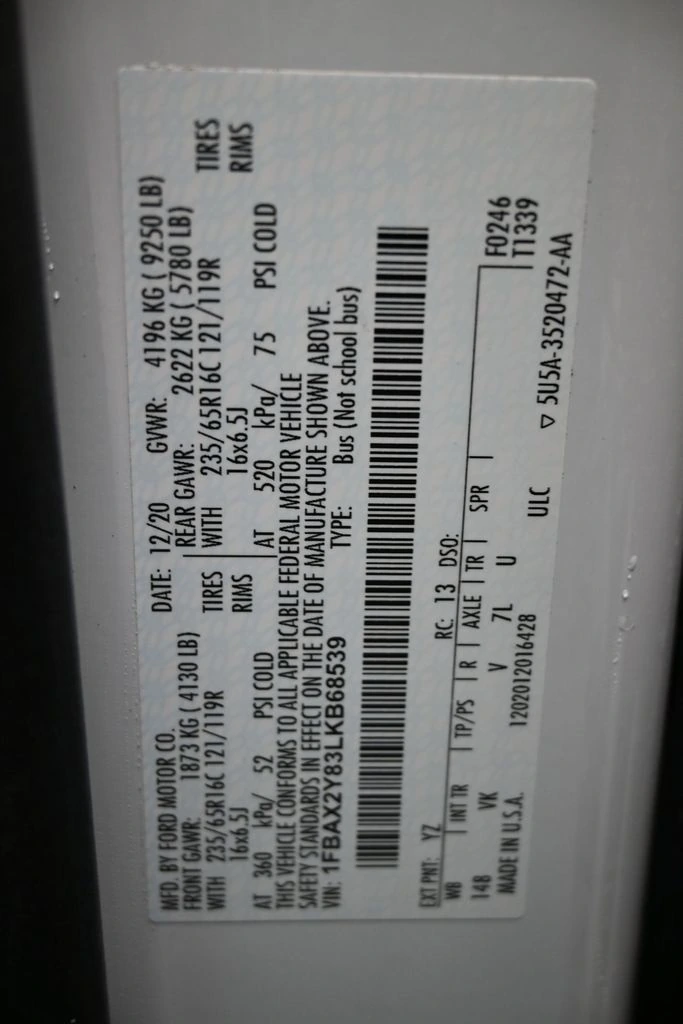 MFD. BY FORD MOTOR CO. DATE: 12/20 GVWR: 4196 KG ( 9250 LB)
FRONT GAWR: 1873 KG ( 4130 LB) REAR GAWR: 2622 KG ( 5780 LB)
WITH 235/65R16C 121/119R TIRES WITH 235/65R16C 121/119R TIRES
16x6.5J RIMS 16x6.5J RIMS
AT 360 kPa/ 52 PSI COLD AT 520 kPa/ 75 PSI COLD
THIS VEHICLE CONFORMS TO ALL APPLICABLE FEDERAL MOTOR VEHICLE
SAFETY STANDARDS IN EFFECT ON THE DATE OF MANUFACTURE SHOWN ABOVE.
VIN: 1FBAX2Y83LKB68539 TYPE: Bus (Not school bus)
EXT PNT: YZ RC: 13 DSO: F0246
WB INT TR TP/PS R AXLE TR SPR T1339
148 VK V 7L U
MADE IN U.S.A. 1202012016428 ULC ▽ 5U5A-3520472-AA